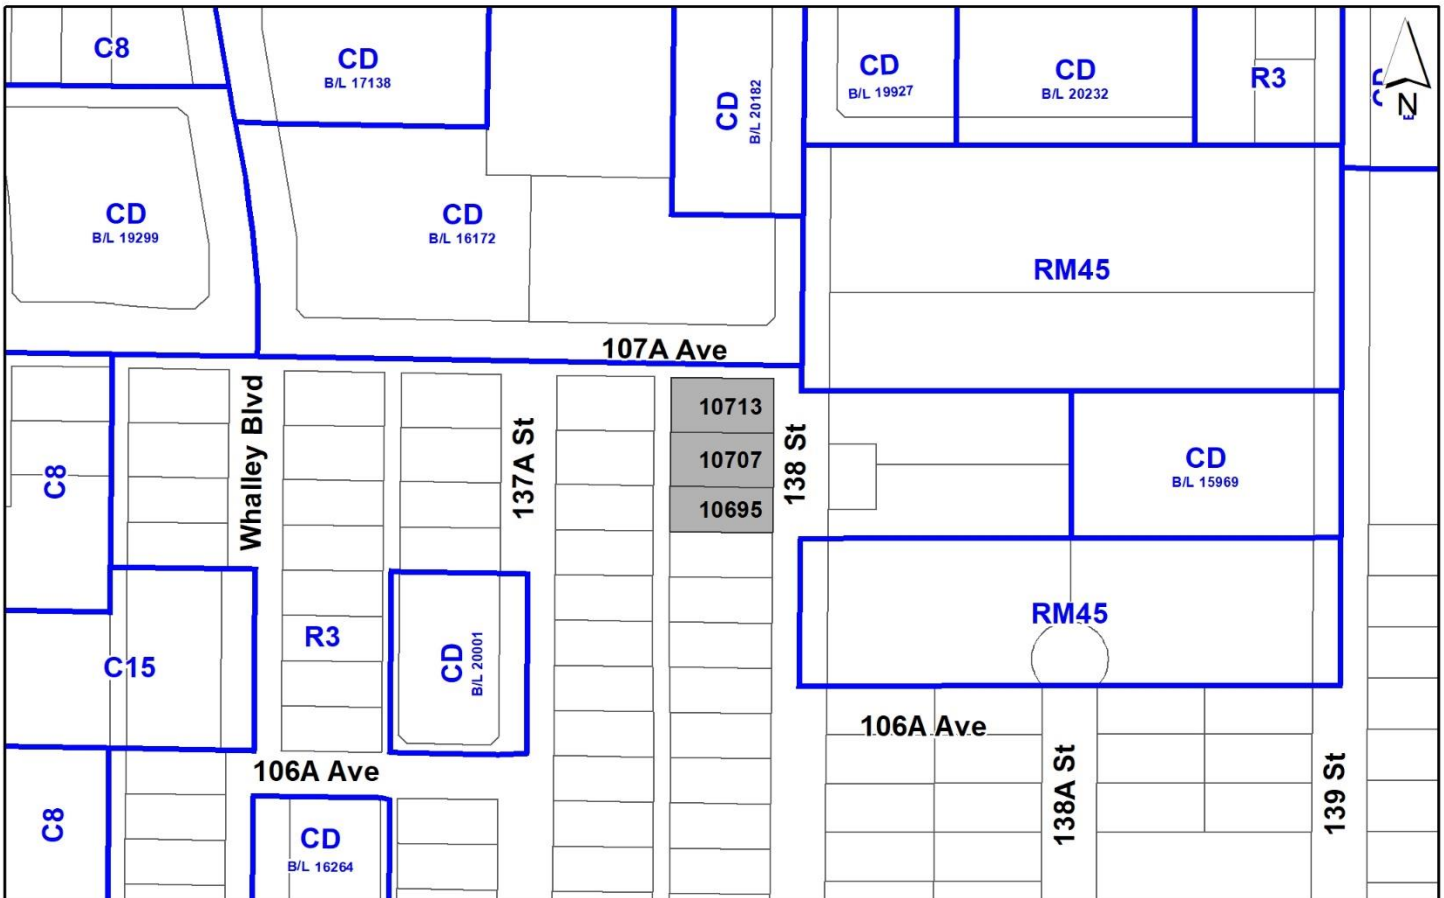 C8
CD
B/L 17138
CD
B/L 20182
CD
B/L 19927
CD
B/L 20232
R3
CD
N
CD
B/L 19299
CD
B/L 16172
RM45
107A Ave
Whalley Blvd
137A St
10713
10707
10695
138 St
C8
CD
B/L 15969
C15
R3
CD
B/L 20001
RM45
106A Ave
106A Ave
138A St
139 St
C8
CD
B/L 16264